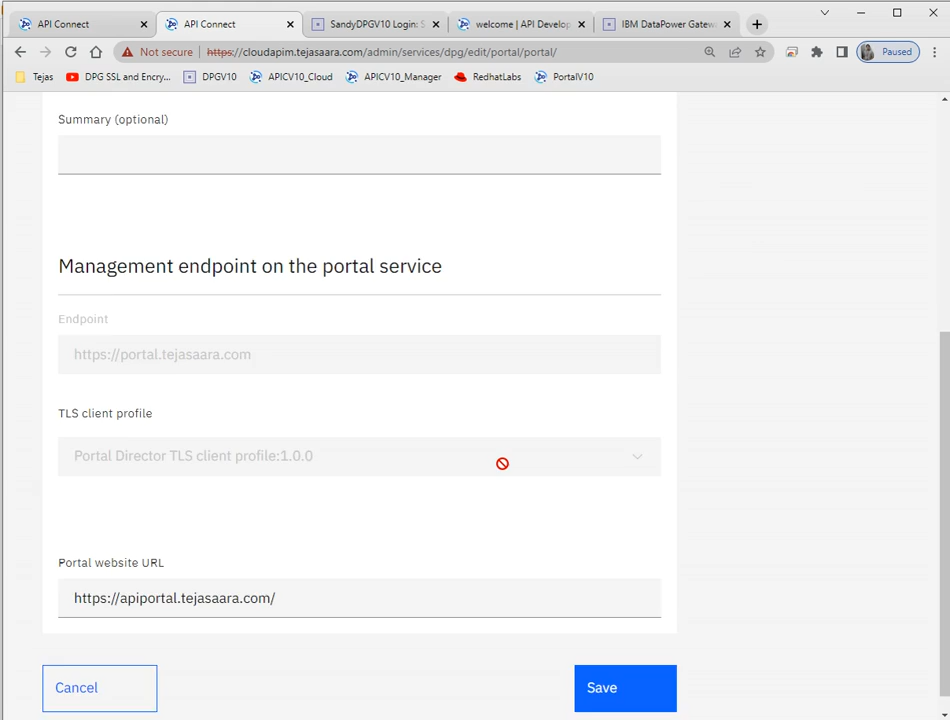 API Connect
API Connect
SandyDPGV10 Login: S
welcome | API Develop
IBM DataPower Gatew
Not secure
https://cloudapim.tejasaara.com/admin/services/dpg/edit/portal/portal/
Paused
Tejas
DPG SSL and Encry...
DPGV10
APICV10_Cloud
APICV10_Manager
RedhatLabs
PortalV10
Summary (optional)
Management endpoint on the portal service
Endpoint
https://portal.tejasaara.com
TLS client profile
Portal Director TLS client profile:1.0.0
Portal website URL
https://apiportal.tejasaara.com/
Cancel
Save